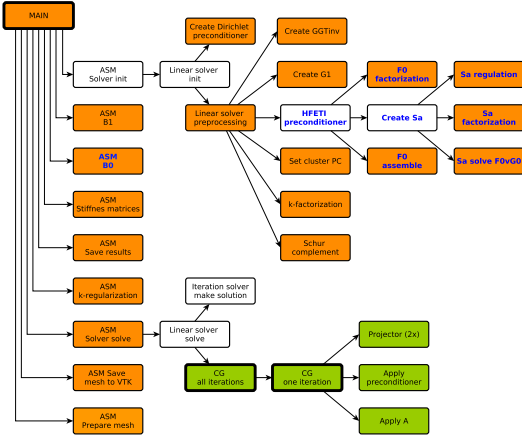 MAIN
Create Dirichlet
preconditioner
Create GGTinv
ASM
Solver init
Linear solver
init
Create G1
F0
factorization
Sa regulation
ASM
B1
Linear solver
preprocessing
HFETI
preconditioner
Create Sa
Sa
factorization
ASM
B0
Set cluster PC
F0
assemble
Sa solve F0vG0
ASM
Stiffnes matrices
k-factorization
ASM
Save results
Schur
complement
ASM
k-regularization
Iteration solver
make solution
ASM
Solver solve
Linear solver
solve
Projector (2x)
ASM Save
mesh to VTK
CG
all iterations
CG
one iteration
Apply
preconditioner
ASM
Prepare mesh
Apply A